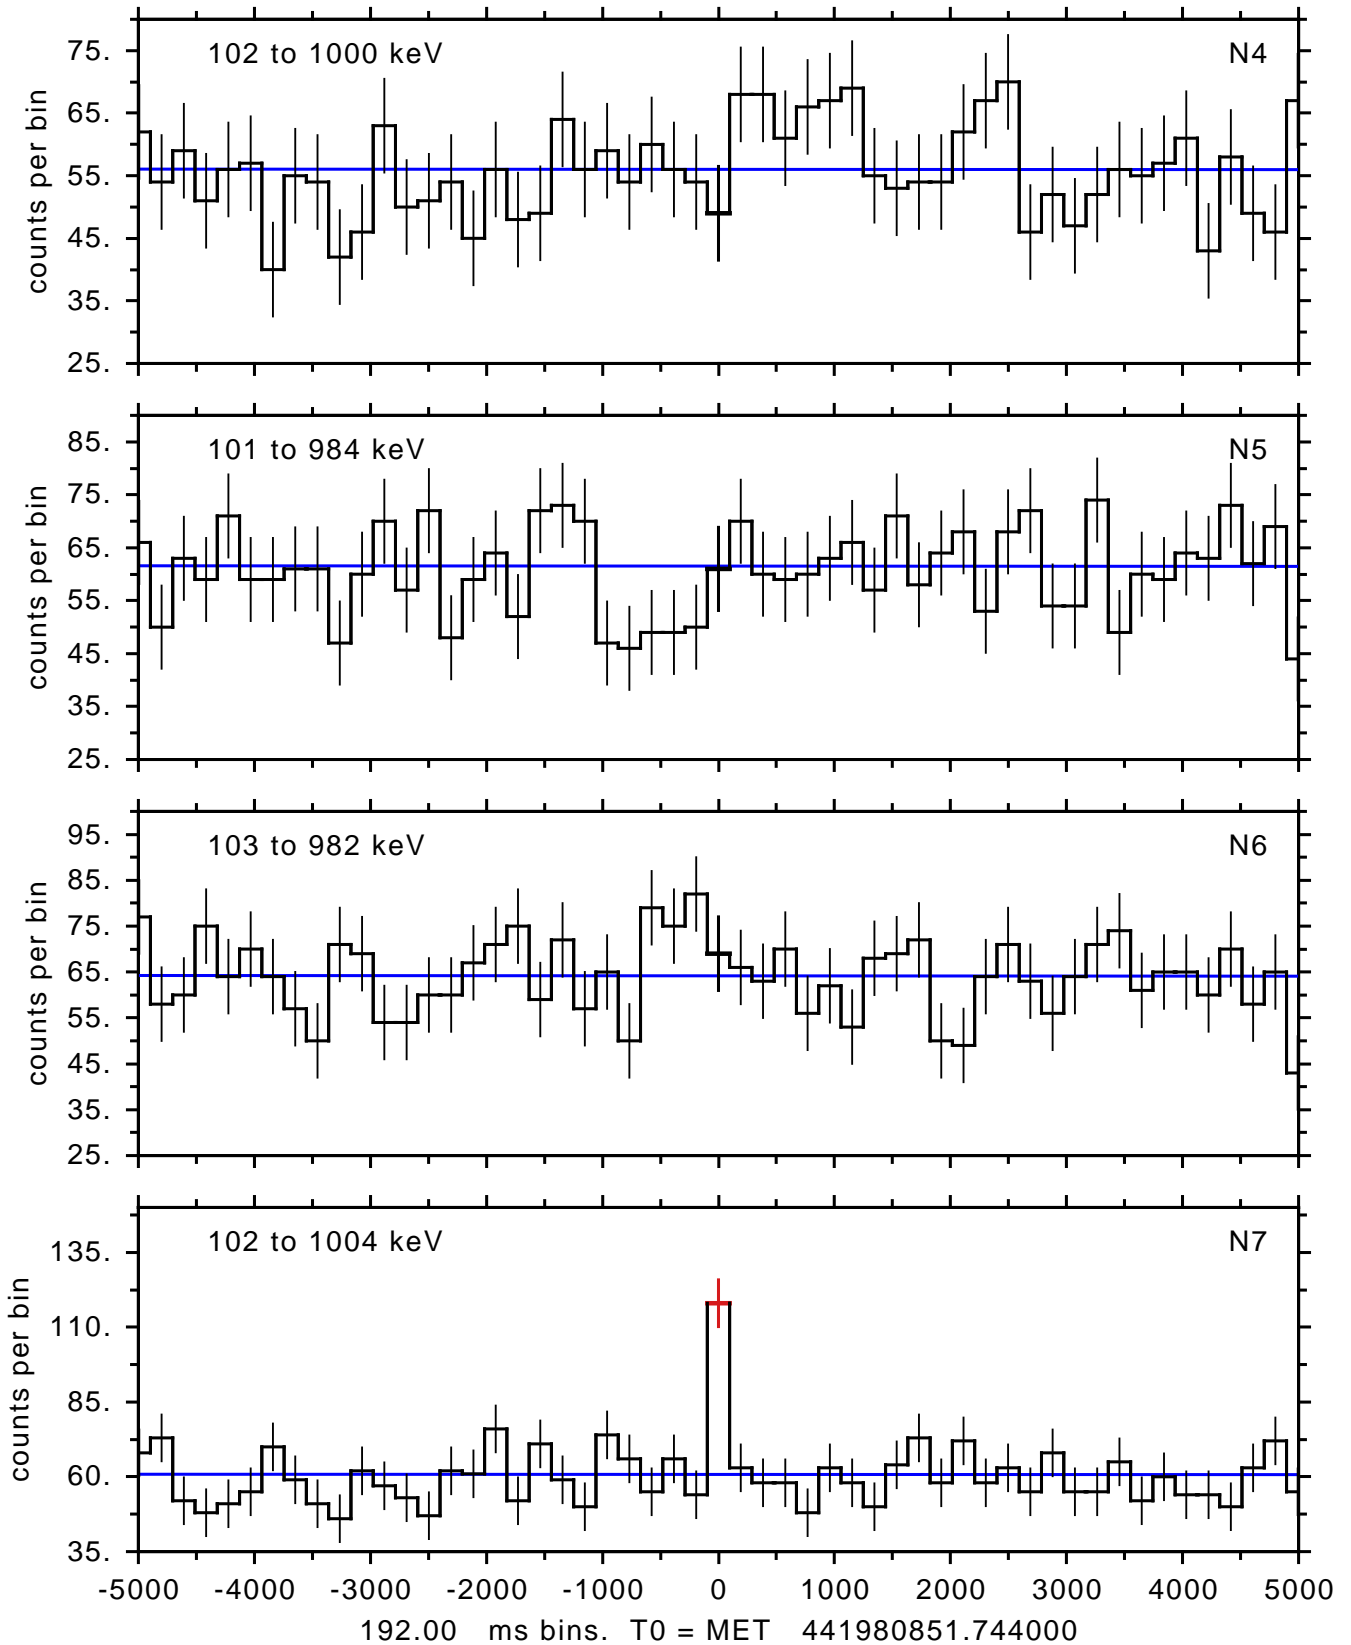 102 to 1000 keV N4
75.
65.
55.
45.
35.
25.
counts per bin
101 to 984 keV N5
85.
75.
65.
55.
45.
35.
25.
counts per bin
103 to 982 keV N6
95.
85.
75.
65.
55.
45.
35.
25.
counts per bin
102 to 1004 keV N7
135.
110.
85.
60.
35.
counts per bin
-5000 -4000 -3000 -2000 -1000 0 1000 2000 3000 4000 5000
192.00 ms bins. T0 = MET 441980851.744000